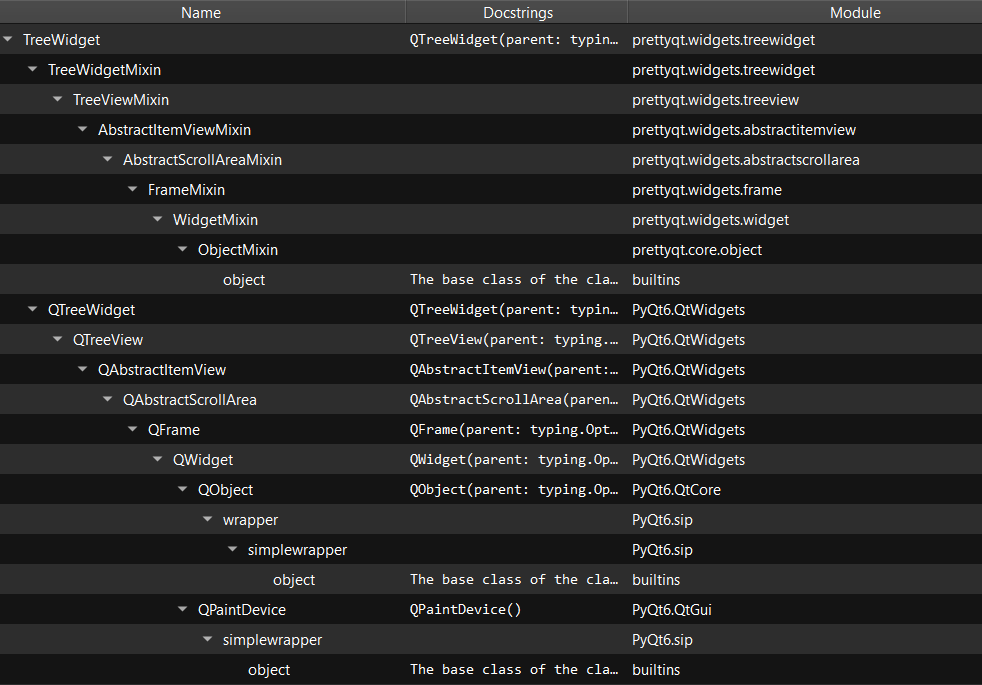 Name Docstrings Module
TreeWidget QTreeWidget(parent: typin… prettyqt.widgets.treewidget
TreeWidgetMixin prettyqt.widgets.treewidget
TreeViewMixin prettyqt.widgets.treeview
AbstractItemViewMixin prettyqt.widgets.abstractitemview
AbstractScrollAreaMixin prettyqt.widgets.abstractscrollarea
FrameMixin prettyqt.widgets.frame
WidgetMixin prettyqt.widgets.widget
ObjectMixin prettyqt.core.object
object The base class of the cla… builtins
QTreeWidget QTreeWidget(parent: typin… PyQt6.QtWidgets
QTreeView QTreeView(parent: typing.… PyQt6.QtWidgets
QAbstractItemView QAbstractItemView(parent:… PyQt6.QtWidgets
QAbstractScrollArea QAbstractScrollArea(paren… PyQt6.QtWidgets
QFrame QFrame(parent: typing.Opt… PyQt6.QtWidgets
QWidget QWidget(parent: typing.Op… PyQt6.QtWidgets
QObject QObject(parent: typing.Op… PyQt6.QtCore
wrapper PyQt6.sip
simplewrapper PyQt6.sip
object The base class of the cla… builtins
QPaintDevice QPaintDevice() PyQt6.QtGui
simplewrapper PyQt6.sip
object The base class of the cla… builtins